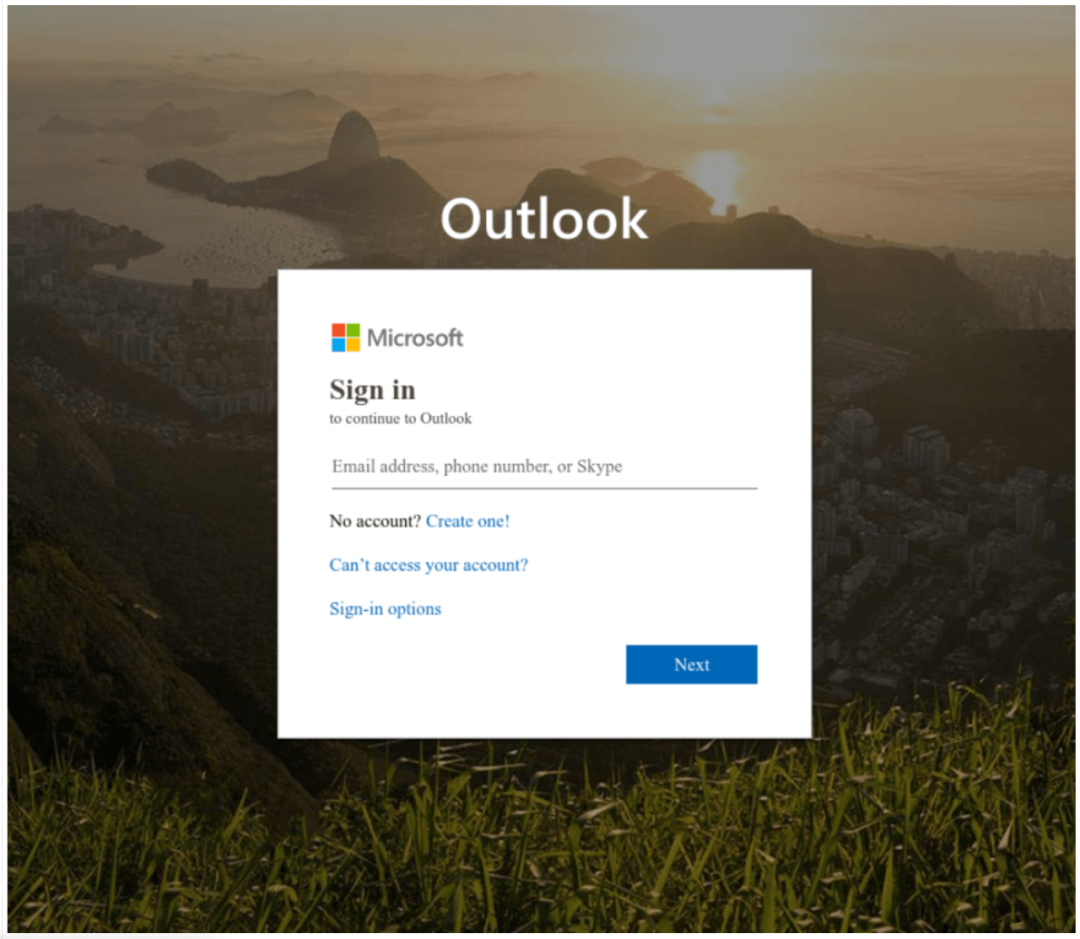 Outlook
Microsoft
Sign in
to continue to Outlook
Email address, phone number, or Skype
No account? Create one!
Can’t access your account?
Sign-in options
Next